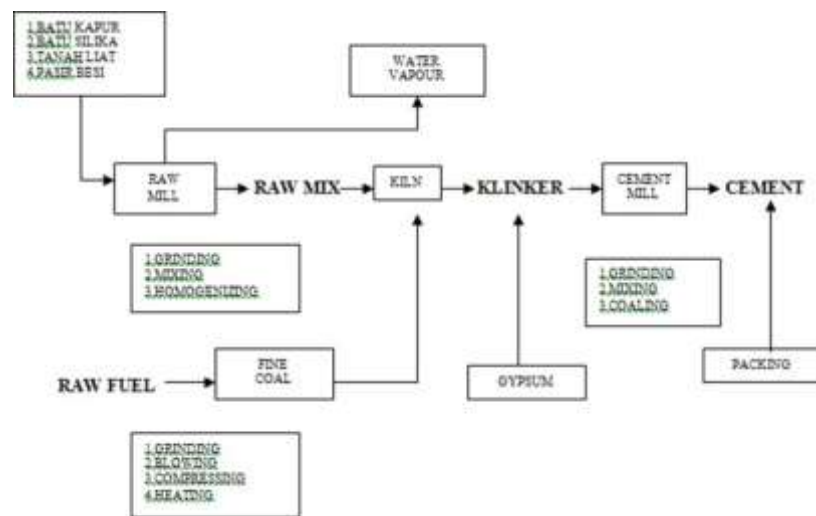 1.BATU KAPUR
2.BATU SILIKA
3.TANAH LIAT
4.PASIR BESI
WATER
VAPOUR
RAW
MILL
RAW MIX
KILN
KLINKER
CEMENT
MILL
CEMENT
1.GRINDING
2.MIXING
3.HOMOGENIZING
1.GRINDING
2.MIXING
3.COALING
RAW FUEL
FINE
COAL
GYPSUM
PACKING
1.GRINDING
2.BLOWING
3.COMPRESSING
4.HEATING